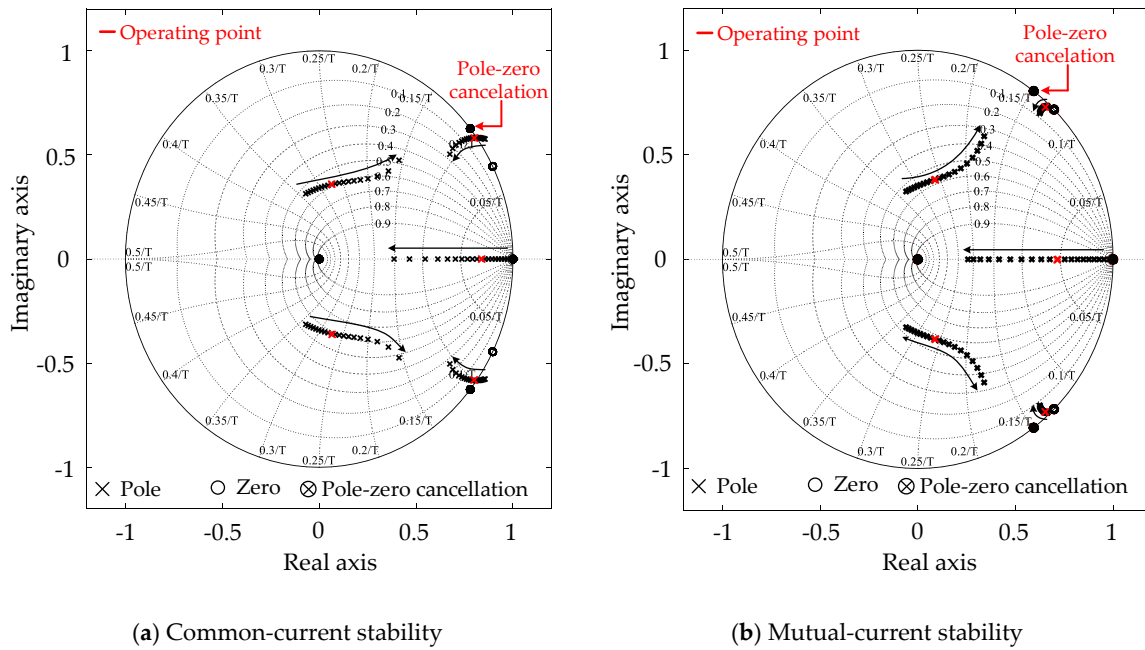 Operating point
Pole-zero
cancelation
1
0.5
0
-0.5
-1
Imaginary axis
0.25/T
0.3/T
0.2/T
0.35/T
0.15/T
0.4/T
0.45/T
0.05/T
0.5/T
0.5/T
0.45/T
0.05/T
0.4/T
0.35/T
0.15/T
0.3/T
0.2/T
0.25/T
0.1
0.2
0.3
0.4
0.5
0.6
0.7
0.8
0.9
Pole
Zero
Pole-zero cancellation
-1 -0.5 0 0.5 1
Real axis
(a) Common-current stability
Operating point
Pole-zero
cancelation
1
0.5
0
-0.5
-1
Imaginary axis
0.25/T
0.3/T
0.2/T
0.35/T
0.15/T
0.4/T
0.1/T
0.45/T
0.05/T
0.5/T
0.5/T
0.45/T
0.05/T
0.4/T
0.1/T
0.35/T
0.15/T
0.3/T
0.2/T
0.25/T
0.1
0.2
0.3
0.4
0.5
0.6
0.7
0.8
0.9
Pole
Zero
Pole-zero cancellation
-1 -0.5 0 0.5 1
Real axis
(b) Mutual-current stability